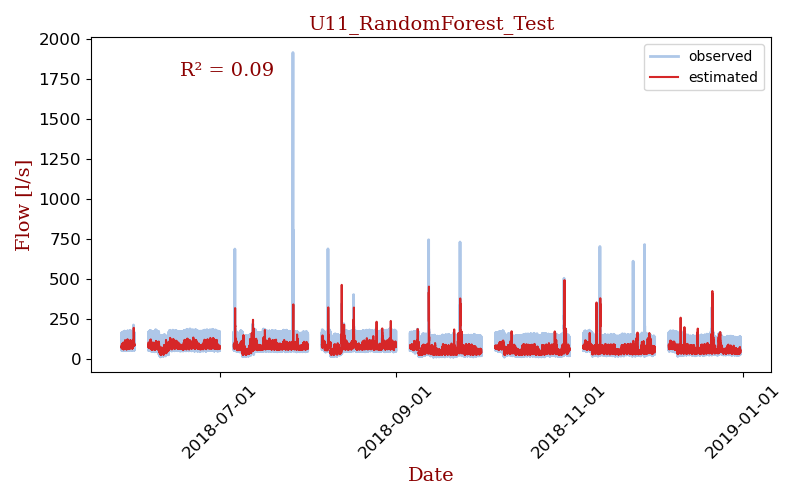 U11_RandomForest_Test
R² = 0.09
observed
estimated
Flow [l/s]
2000
1750
1500
1250
1000
750
500
250
0
2018-07-01
2018-09-01
2018-11-01
2019-01-01
Date